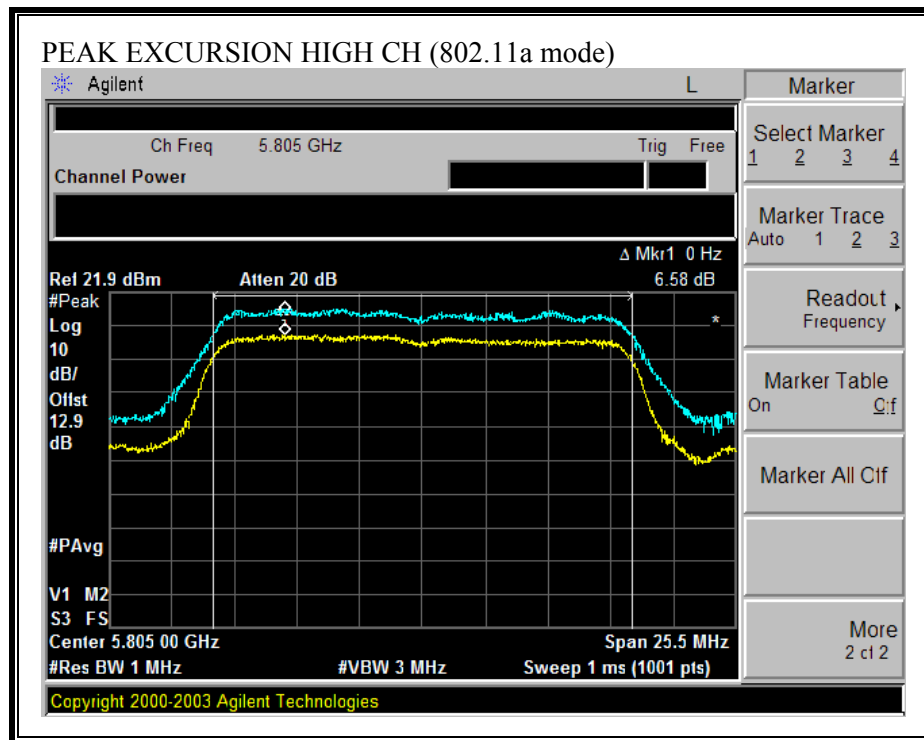 PEAK EXCURSION HIGH CH (802.11a mode)
Agilent L
Marker
Ch Freq 5.805 GHz Trig Free
Channel Power
Select Marker
1 2 3 4
Marker Trace
Auto 1 2 3
Δ Mkr1 0 Hz
Ref 21.9 dBm Atten 20 dB 6.58 dB
#Peak
Log
10
dB/
Offst
12.9
dB
1
*
Readout
Frequency
Marker Table
On Off
Marker All Off
#PAvg
V1 M2
S3 FS
Center 5.805 00 GHz Span 25.5 MHz
#Res BW 1 MHz #VBW 3 MHz Sweep 1 ms (1001 pts)
More
2 of 2
Copyright 2000-2003 Agilent Technologies